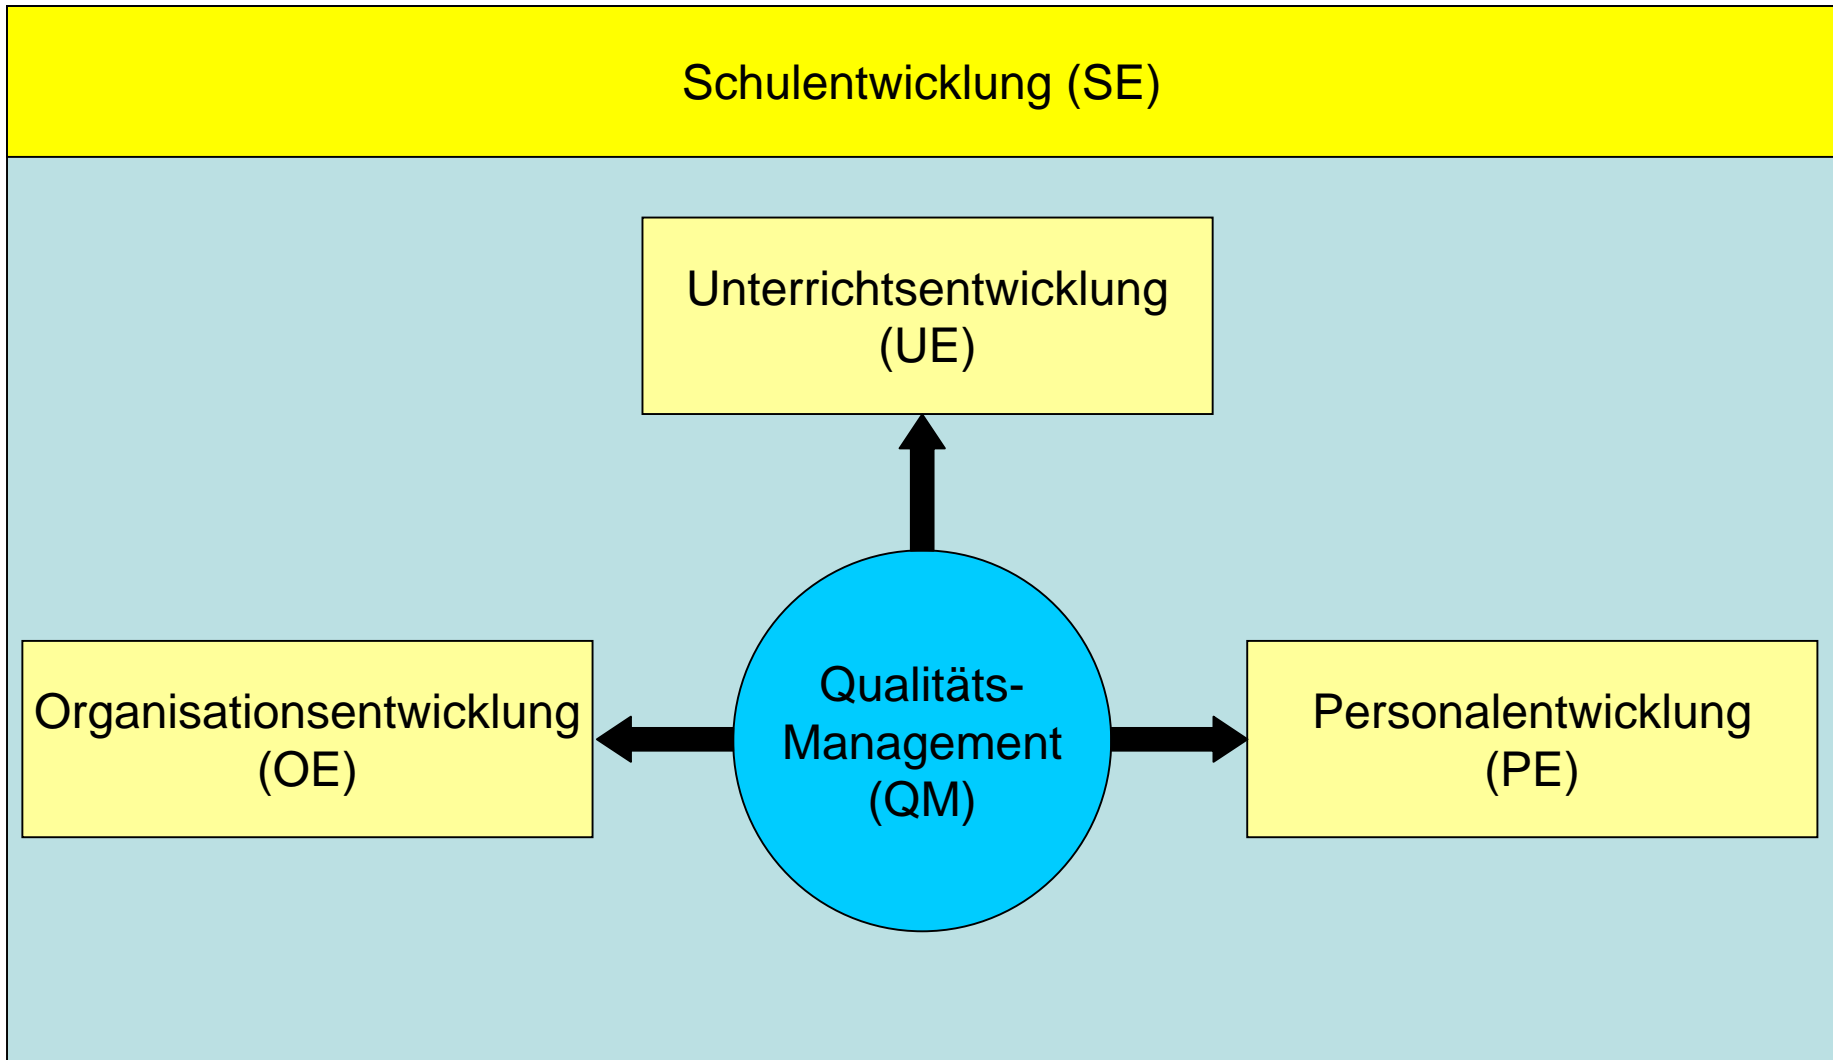 Schulentwicklung (SE)
Unterrichtsentwicklung
(UE)
Organisationsentwicklung
(OE)
Qualitäts-
Management
(QM)
Personalentwicklung
(PE)